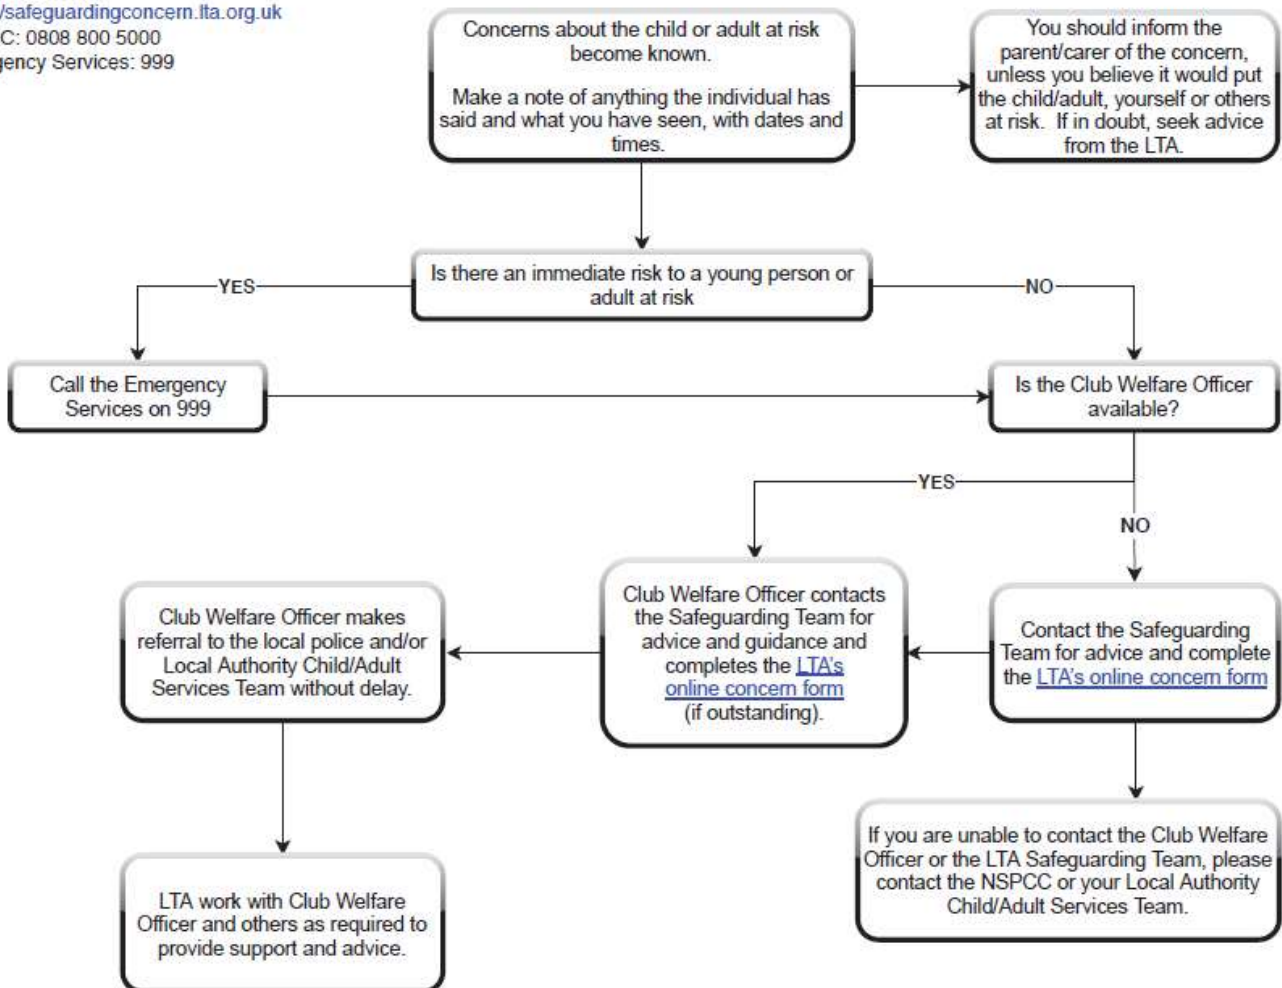 /safeguardingconcern.lta.org.uk
C: 0808 800 5000
gency Services: 999
Concerns about the child or adult at risk
become known.
Make a note of anything the individual has
said and what you have seen, with dates and
times.
You should inform the
parent/carer of the concern,
unless you believe it would put
the child/adult, yourself or others
at risk. If in doubt, seek advice
from the LTA.
Is there an immediate risk to a young person or
adult at risk
YES
NO
Call the Emergency
Services on 999
Is the Club Welfare Officer
available?
YES
NO
Club Welfare Officer makes
referral to the local police and/or
Local Authority Child/Adult
Services Team without delay.
Club Welfare Officer contacts
the Safeguarding Team for
advice and guidance and
completes the LTA's
online concern form
(if outstanding).
Contact the Safeguarding
Team for advice and complete
the LTA's online concern form
If you are unable to contact the Club Welfare
Officer or the LTA Safeguarding Team, please
contact the NSPCC or your Local Authority
Child/Adult Services Team.
LTA work with Club Welfare
Officer and others as required to
provide support and advice.